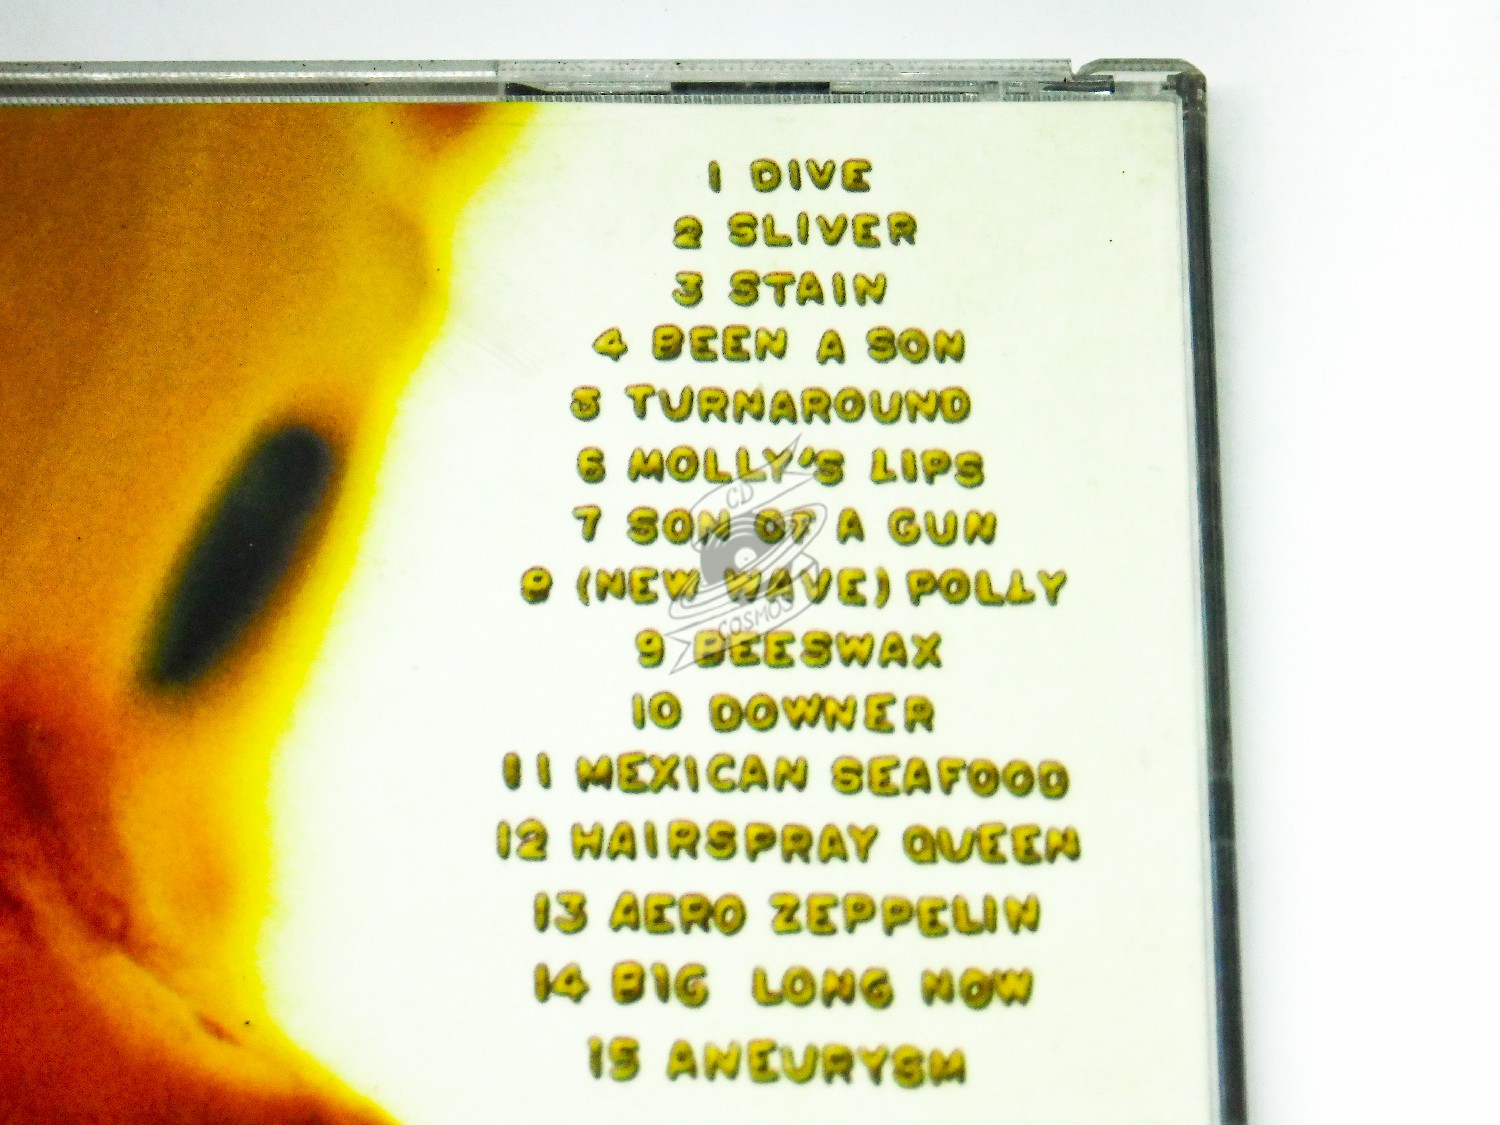 1 DIVE
2 SLIVER
3 STAIN
4 BEEN A SON
5 TURNAROUND
6 MOLLY'S LIPS
7 SON OF A GUN
8 (NEW WAVE) POLLY
9 BEESWAX
10 DOWNER
11 MEXICAN SEAFOOD
12 HAIRSPRAY QUEEN
13 AERO ZEPPELIN
14 BIG LONG NOW
15 ANEURYSM
CD
COSMOS